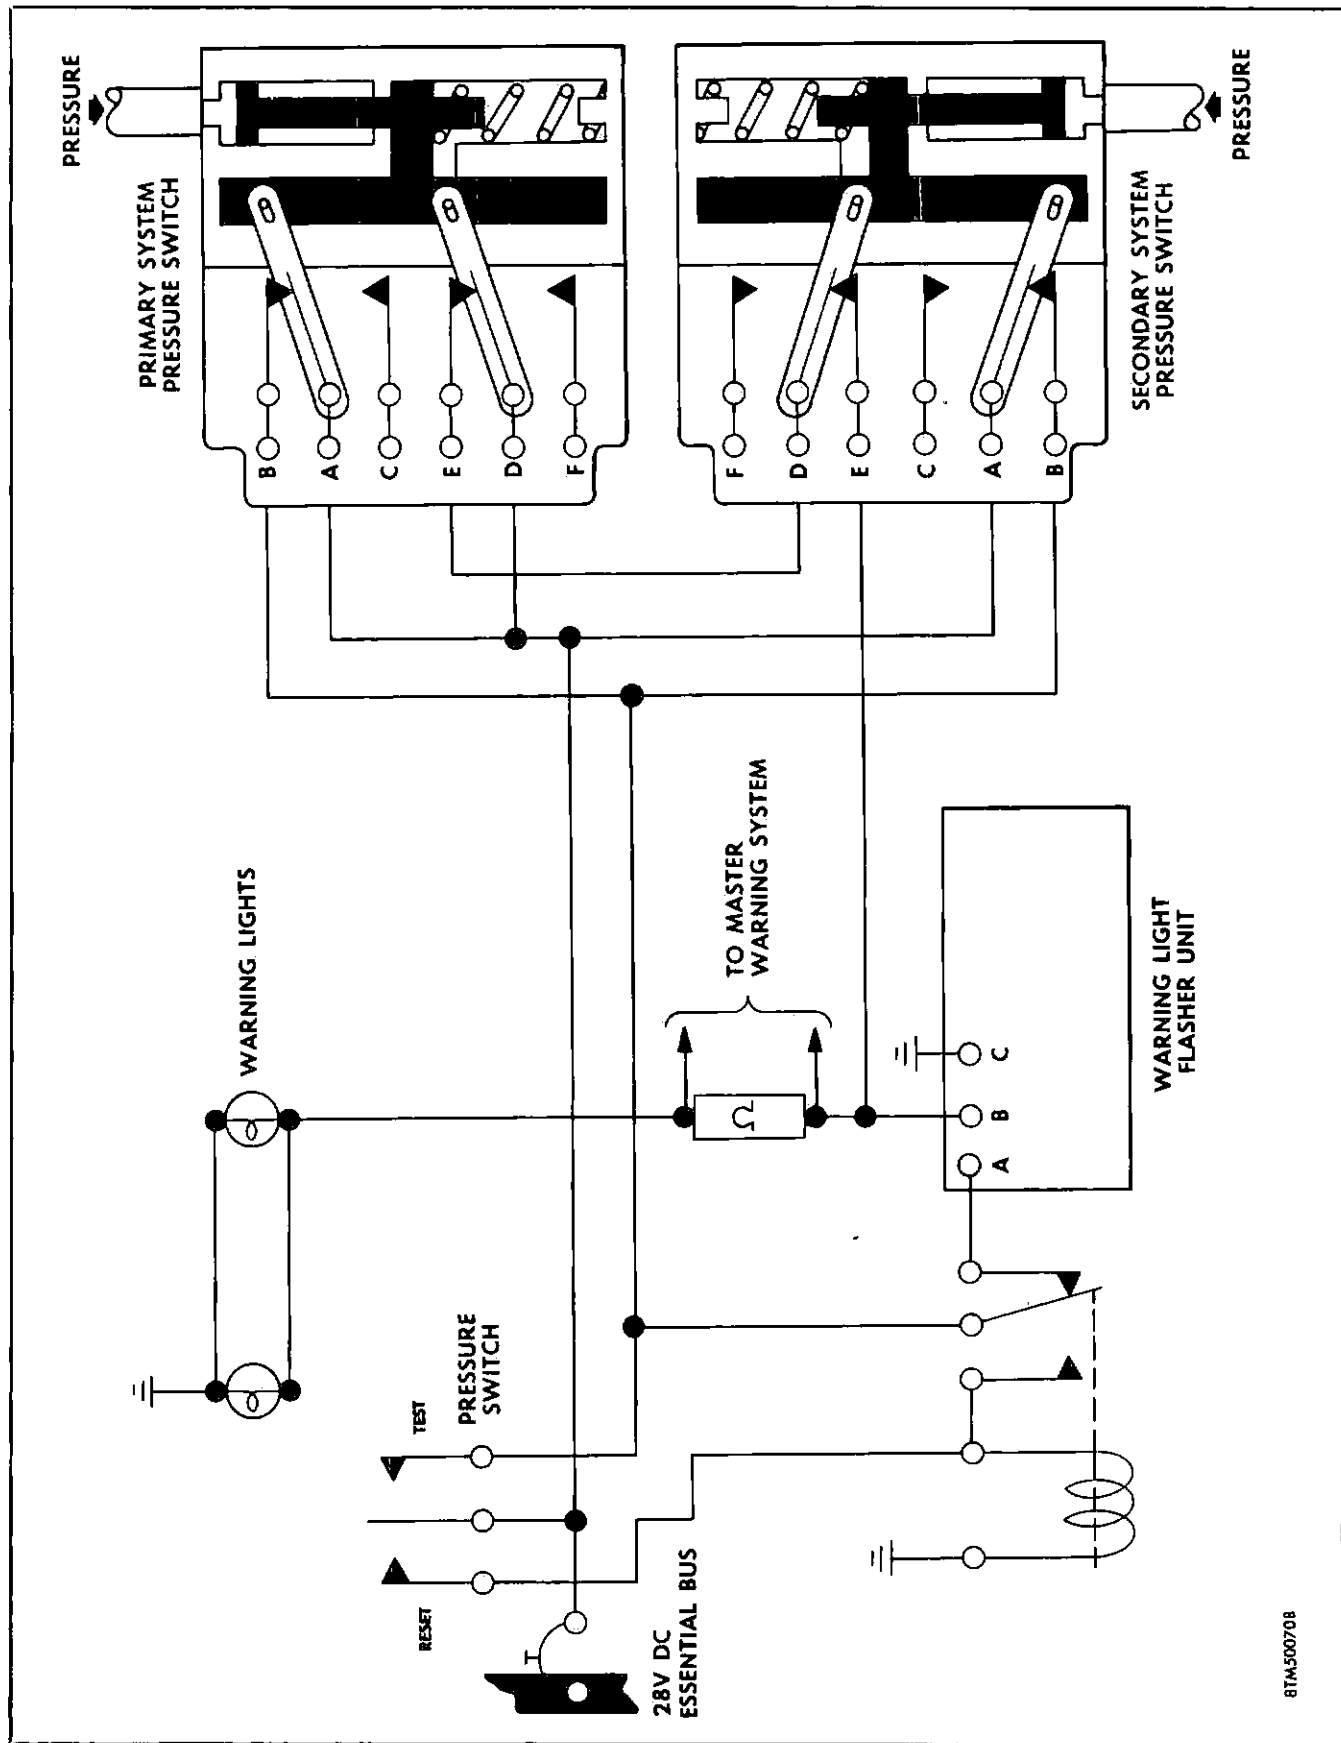 PRESSURE
PRIMARY SYSTEM
PRESSURE SWITCH
B
A
C
E
D
F
WARNING LIGHTS
TEST
RESET
PRESSURE
SWITCH
28V DC
ESSENTIAL BUS
TO MASTER
WARNING SYSTEM
Ω
F
D
E
C
A
B
SECONDARY SYSTEM
PRESSURE SWITCH
PRESSURE
A
B
C
WARNING LIGHT
FLASHER UNIT
8TM500708